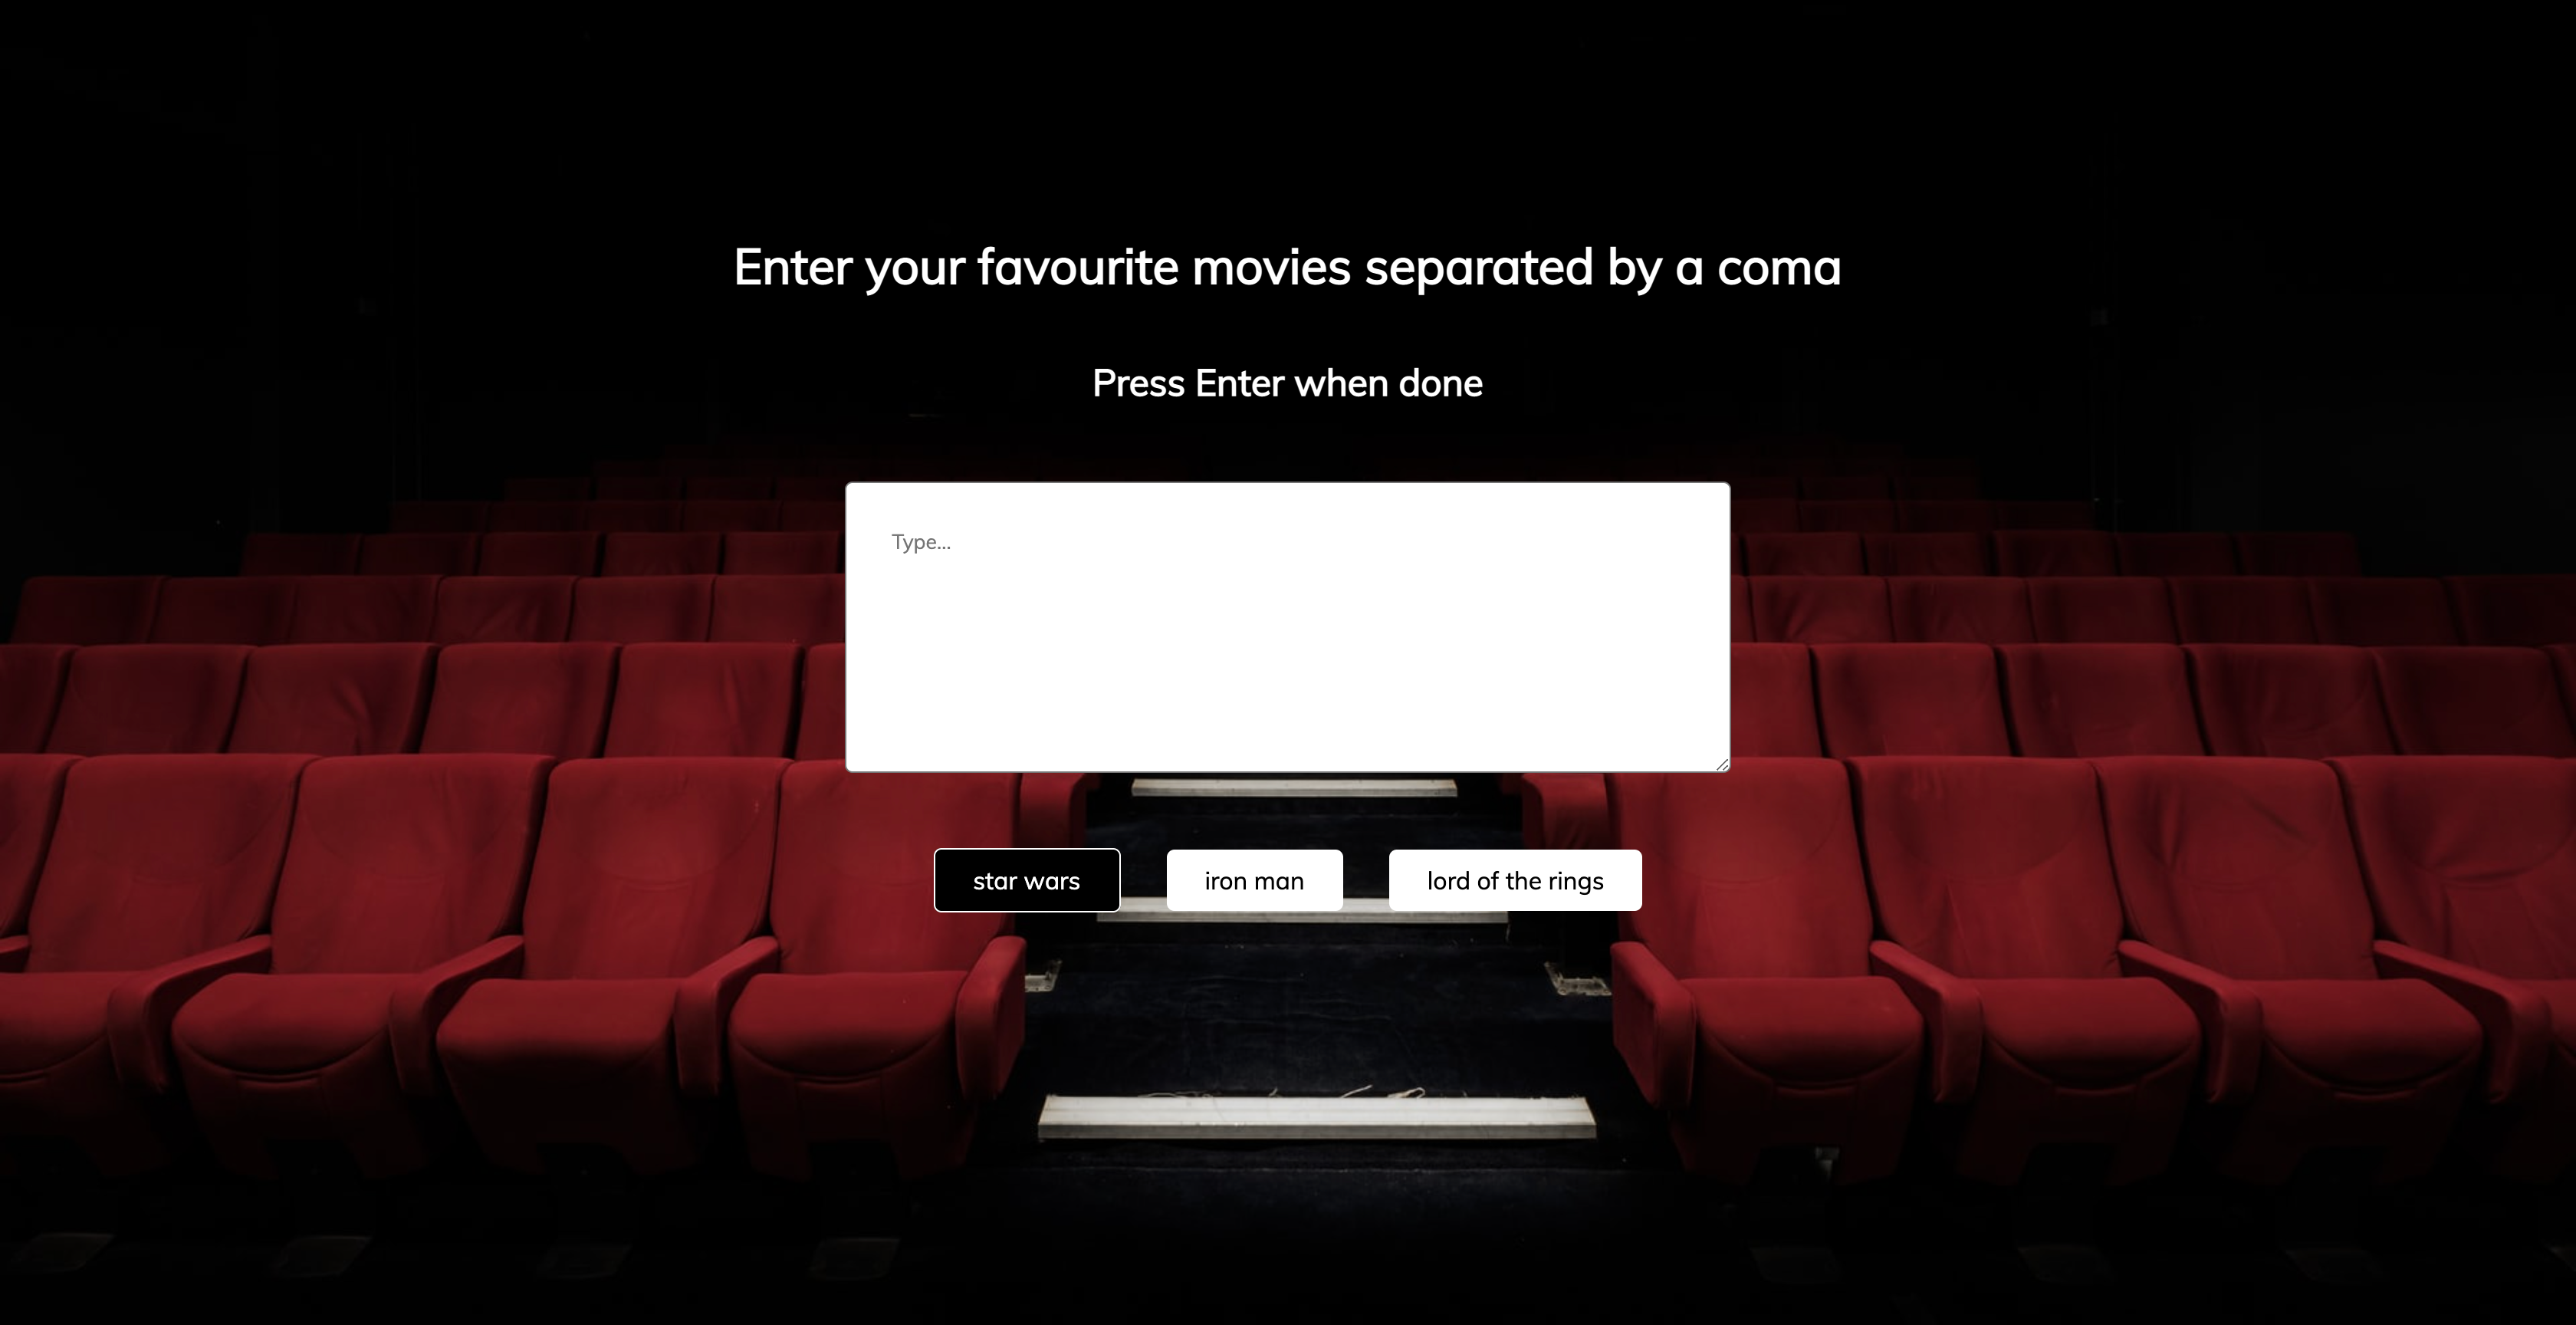 Enter your favourite movies separated by a coma
Press Enter when done
Type...
star wars
iron man
lord of the rings